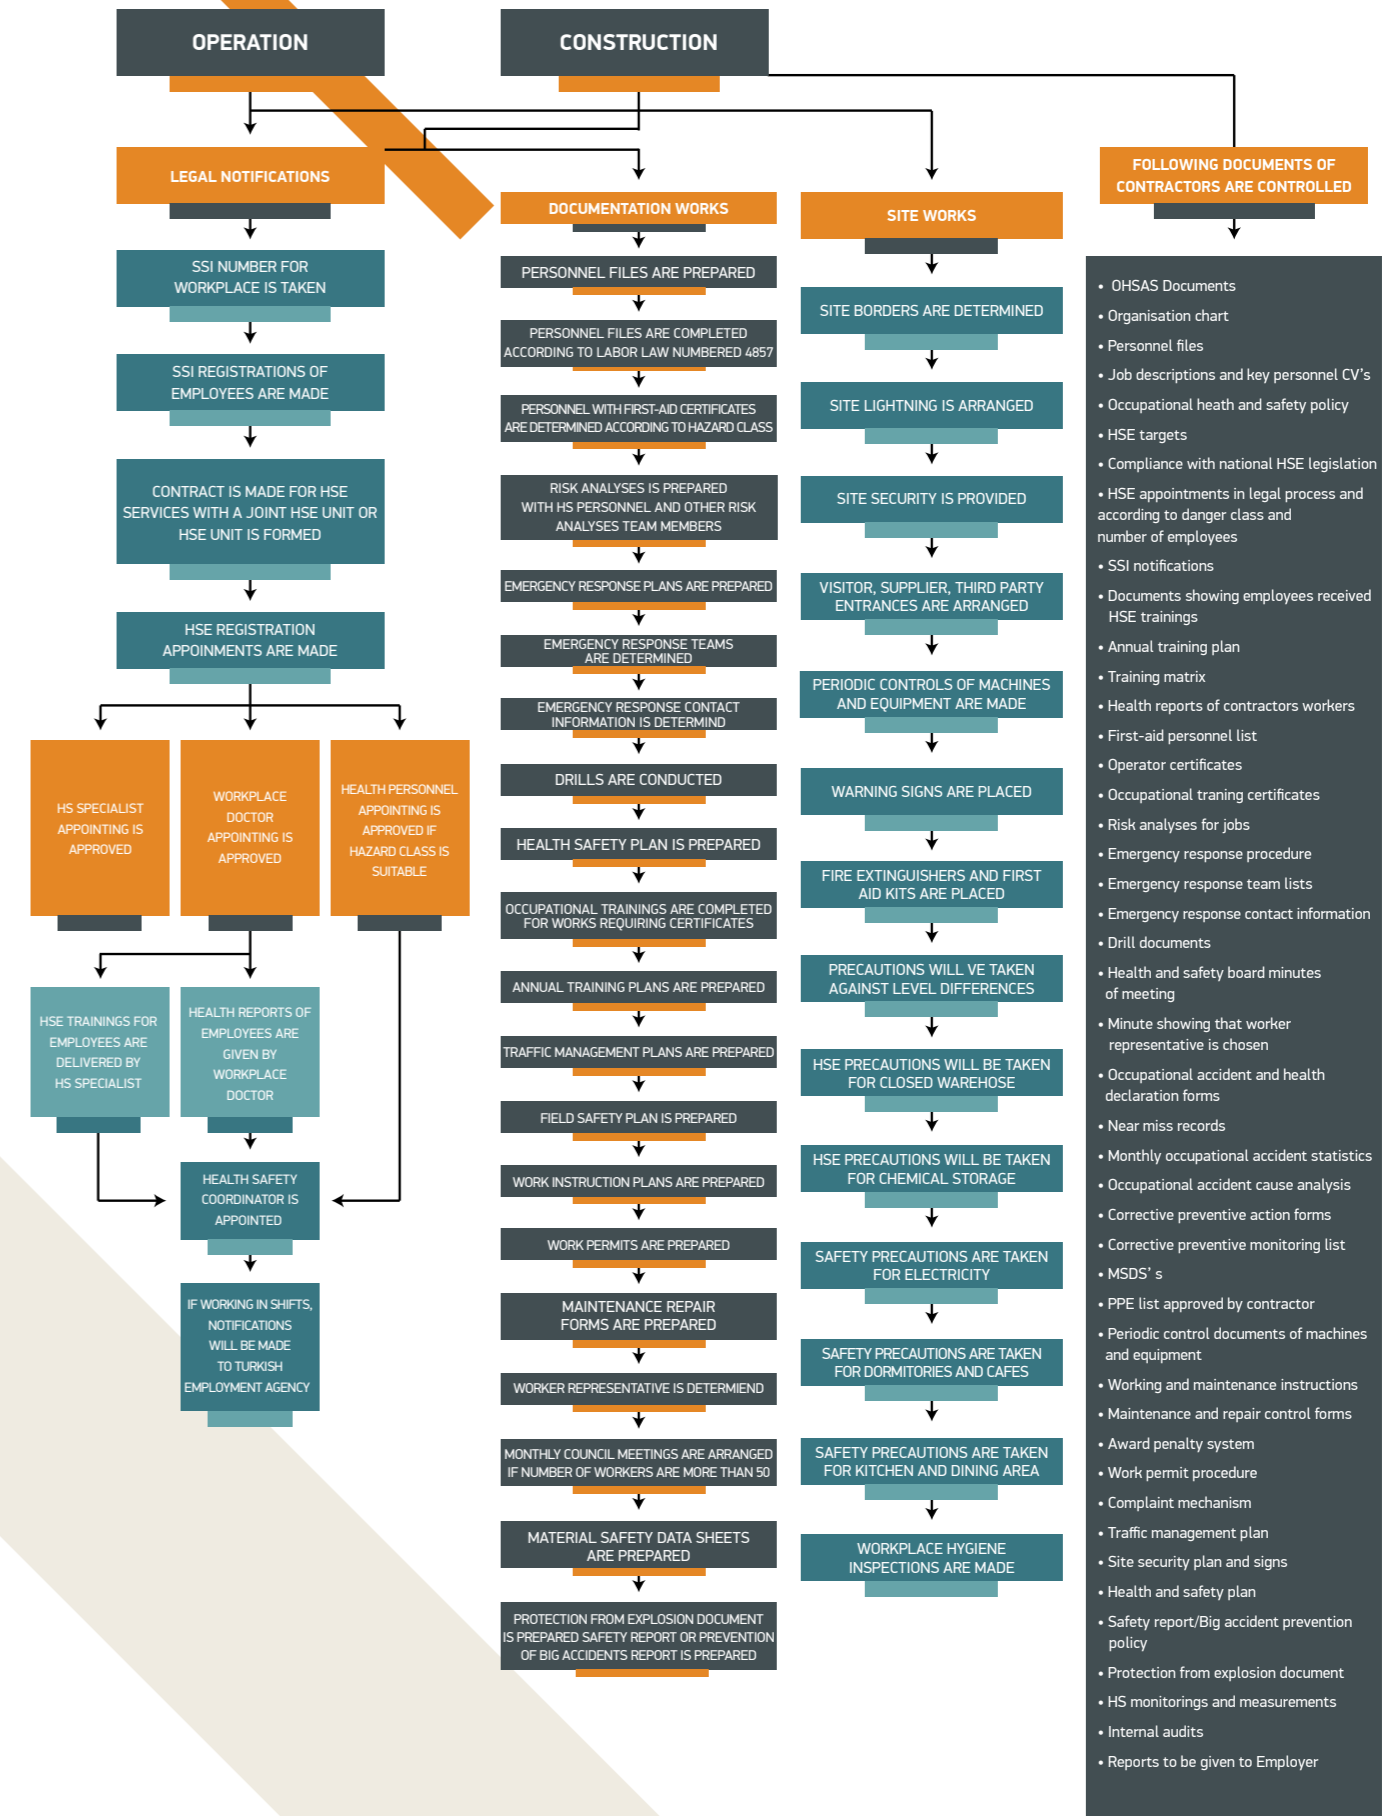 OPERATION
CONSTRUCTION
LEGAL NOTIFICATIONS
SSI NUMBER FOR
WORKPLACE IS TAKEN
SSI REGISTRATIONS OF
EMPLOYEES ARE MADE
CONTRACT IS MADE FOR HSE
SERVICES WITH A JOINT HSE UNIT OR
HSE UNIT IS FORMED
HSE REGISTRATION
APPOINMENTS ARE MADE
HS SPECIALIST
APPOINTING IS
APPROVED
WORKPLACE
DOCTOR
APPOINTING IS
APPROVED
HEALTH PERSONNEL
APPOINTING IS
APPROVED IF
HAZARD CLASS IS
SUITABLE
HSE TRAININGS FOR
EMPLOYEES ARE
DELIVERED BY
HS SPECIALIST
HEALTH REPORTS OF
EMPLOYEES ARE
GIVEN BY
WORKPLACE
DOCTOR
HEALTH SAFETY
COORDINATOR IS
APPOINTED
IF WORKING IN SHIFTS,
NOTIFICATIONS
WILL BE MADE
TO TURKISH
EMPLOYMENT AGENCY
DOCUMENTATION WORKS
PERSONNEL FILES ARE PREPARED
PERSONNEL FILES ARE COMPLETED
ACCORDING TO LABOR LAW NUMBERED 4857
PERSONNEL WITH FIRST-AID CERTIFICATES
ARE DETERMINED ACCORDING TO HAZARD CLASS
RISK ANALYSES IS PREPARED
WITH HS PERSONNEL AND OTHER RISK
ANALYSES TEAM MEMBERS
EMERGENCY RESPONSE PLANS ARE PREPARED
EMERGENCY RESPONSE TEAMS
ARE DETERMINED
EMERGENCY RESPONSE CONTACT
INFORMATION IS DETERMIND
DRILLS ARE CONDUCTED
HEALTH SAFETY PLAN IS PREPARED
OCCUPATIONAL TRAININGS ARE COMPLETED
FOR WORKS REQUIRING CERTIFICATES
ANNUAL TRAINING PLANS ARE PREPARED
TRAFFIC MANAGEMENT PLANS ARE PREPARED
FIELD SAFETY PLAN IS PREPARED
WORK INSTRUCTION PLANS ARE PREPARED
WORK PERMITS ARE PREPARED
MAINTENANCE REPAIR
FORMS ARE PREPARED
WORKER REPRESENTATIVE IS DETERMIEND
MONTHLY COUNCIL MEETINGS ARE ARRANGED
IF NUMBER OF WORKERS ARE MORE THAN 50
MATERIAL SAFETY DATA SHEETS
ARE PREPARED
PROTECTION FROM EXPLOSION DOCUMENT
IS PREPARED SAFETY REPORT OR PREVENTION
OF BIG ACCIDENTS REPORT IS PREPARED
SITE WORKS
SITE BORDERS ARE DETERMINED
SITE LIGHTNING IS ARRANGED
SITE SECURITY IS PROVIDED
VISITOR, SUPPLIER, THIRD PARTY
ENTRANCES ARE ARRANGED
PERIODIC CONTROLS OF MACHINES
AND EQUIPMENT ARE MADE
WARNING SIGNS ARE PLACED
FIRE EXTINGUISHERS AND FIRST
AID KITS ARE PLACED
PRECAUTIONS WILL VE TAKEN
AGAINST LEVEL DIFFERENCES
HSE PRECAUTIONS WILL BE TAKEN
FOR CLOSED WAREHOSE
HSE PRECAUTIONS WILL BE TAKEN
FOR CHEMICAL STORAGE
SAFETY PRECAUTIONS ARE TAKEN
FOR ELECTRICITY
SAFETY PRECAUTIONS ARE TAKEN
FOR DORMITORIES AND CAFES
SAFETY PRECAUTIONS ARE TAKEN
FOR KITCHEN AND DINING AREA
WORKPLACE HYGIENE
INSPECTIONS ARE MADE
FOLLOWING DOCUMENTS OF
CONTRACTORS ARE CONTROLLED
• OHSAS Documents
• Organisation chart
• Personnel files
• Job descriptions and key personnel CV's
• Occupational heath and safety policy
• HSE targets
• Compliance with national HSE legislation
• HSE appointments in legal process and
according to danger class and
number of employees
• SSI notifications
• Documents showing employees received
HSE trainings
• Annual training plan
• Training matrix
• Health reports of contractors workers
• First-aid personnel list
• Operator certificates
• Occupational traning certificates
• Risk analyses for jobs
• Emergency response procedure
• Emergency response team lists
• Emergency response contact information
• Drill documents
• Health and safety board minutes
of meeting
• Minute showing that worker
representative is chosen
• Occupational accident and health
declaration forms
• Near miss records
• Monthly occupational accident statistics
• Occupational accident cause analysis
• Corrective preventive action forms
• Corrective preventive monitoring list
• MSDS' s
• PPE list approved by contractor
• Periodic control documents of machines
and equipment
• Working and maintenance instructions
• Maintenance and repair control forms
• Award penalty system
• Work permit procedure
• Complaint mechanism
• Traffic management plan
• Site security plan and signs
• Health and safety plan
• Safety report/Big accident prevention
policy
• Protection from explosion document
• HS monitorings and measurements
• Internal audits
• Reports to be given to Employer